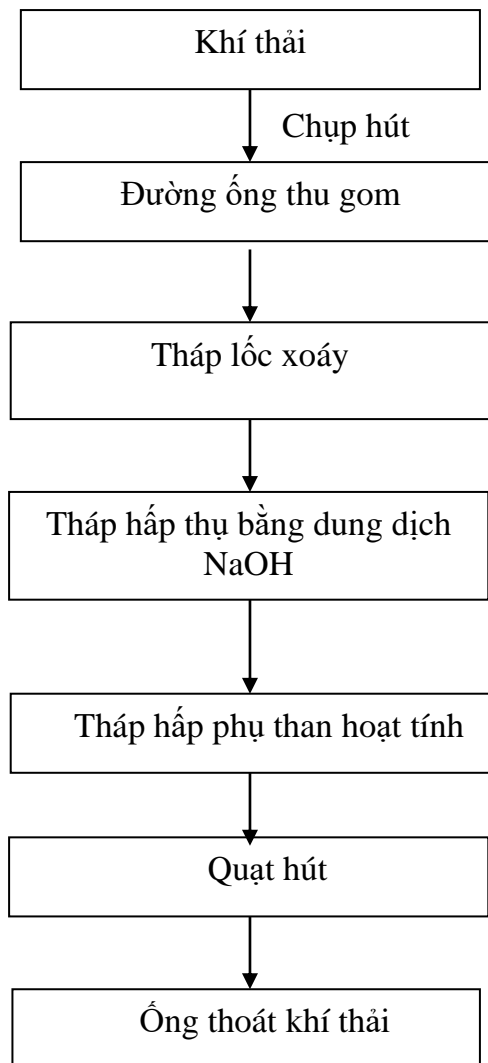 Khí thải
Chụp hút
Đường ống thu gom
Tháp lốc xoáy
Tháp hấp thụ bằng dung dịch
NaOH
Tháp hấp phụ than hoạt tính
Quạt hút
Ống thoát khí thải